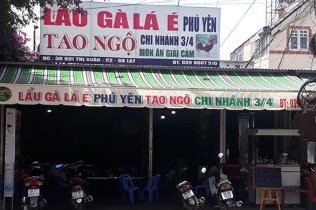 LẨU GÀ LÁ É PHÚ YÊN
TAO NGỘ
CHI NHÁNH 3/4
MÓN ĂN GIA CẦM
LẨU GÀ LÁ É PHÚ YÊN TAO NGỘ CHI NHÁNH 3/4